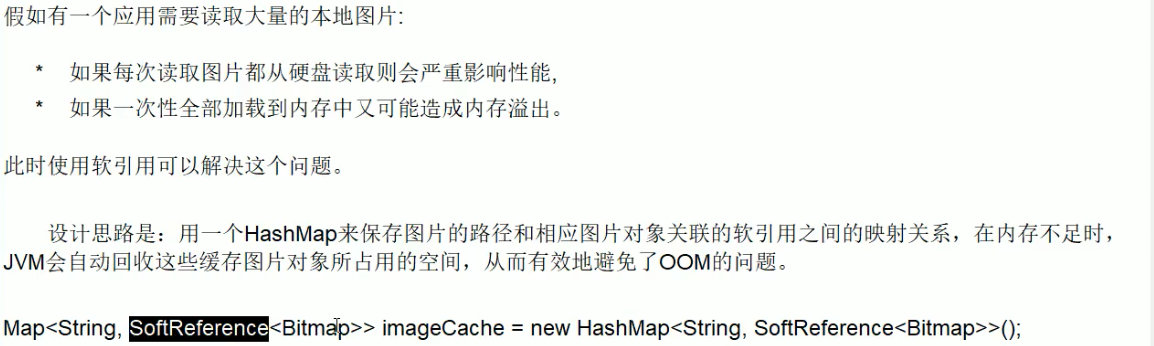 假如有一个应用需要读取大量的本地图片:
* 如果每次读取图片都从硬盘读取则会严重影响性能,
* 如果一次性全部加载到内存中又可能造成内存溢出。
此时使用软引用可以解决这个问题。
设计思路是：用一个HashMap来保存图片的路径和相应图片对象关联的软引用之间的映射关系，在内存不足时，
JVM会自动回收这些缓存图片对象所占用的空间，从而有效地避免了OOM的问题。
Map<String, SoftReference<Bitmap>> imageCache = new HashMap<String, SoftReference<Bitmap>>();